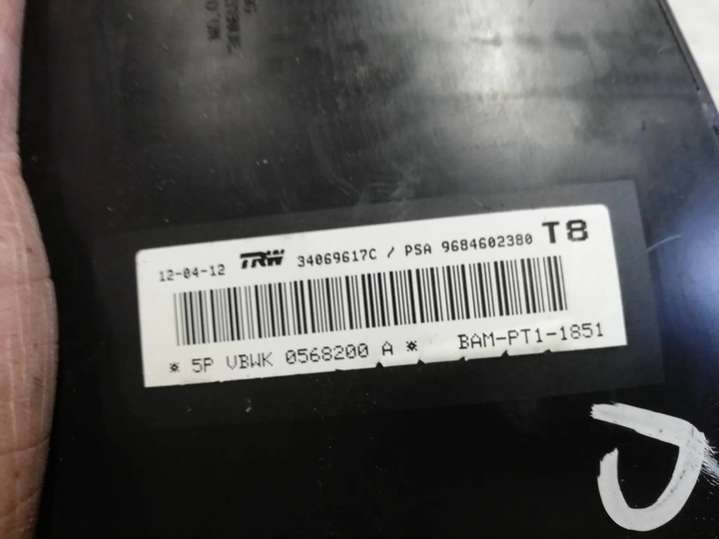 12-04-12 TRW 34069617C / PSA 9684602380 T8
* 5P VBWK 0568200 A * BAM-PT1-1851